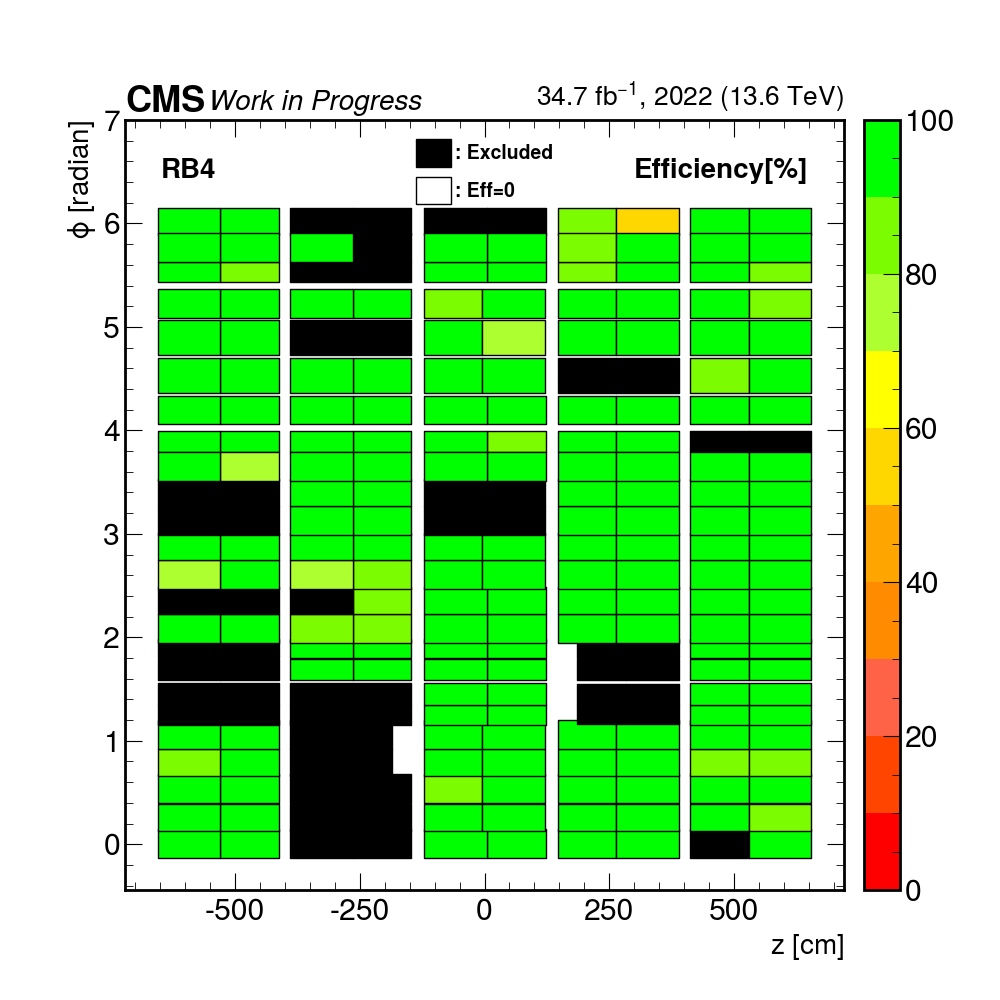 CMS Work in Progress 34.7 fb⁻¹, 2022 (13.6 TeV)
RB4 : Excluded Efficiency[%]
: Eff=0
ϕ [radian]
7
6
5
4
3
2
1
0
-500 -250 0 250 500
z [cm]
100
80
60
40
20
0